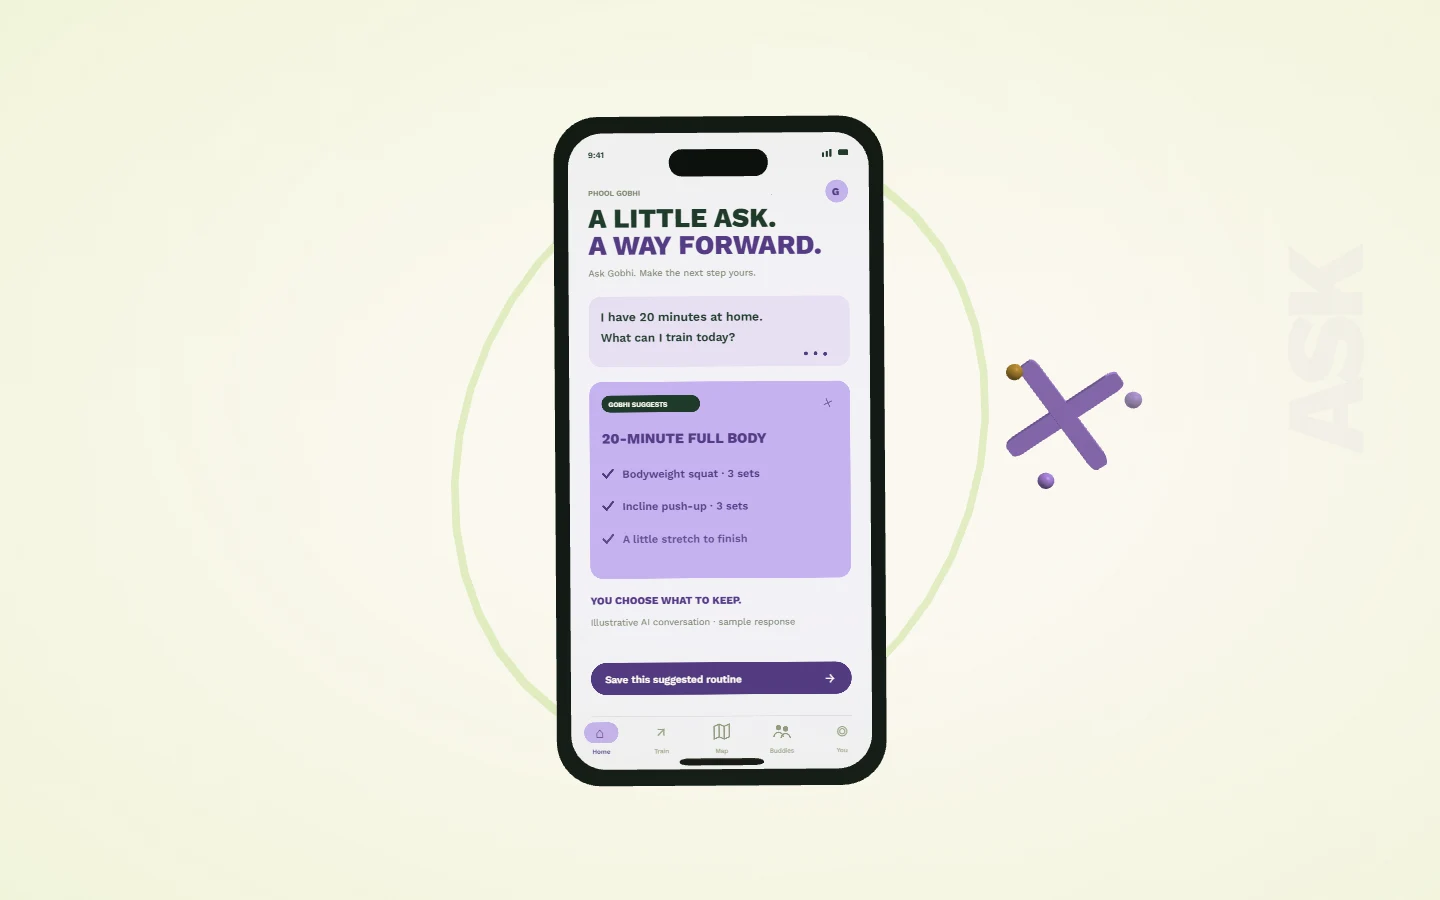 9:41
PHOOL GOBHI
G
A LITTLE ASK.
A WAY FORWARD.
Ask Gobhi. Make the next step yours.
I have 20 minutes at home.
What can I train today?
GOBHI SUGGESTS
20-MINUTE FULL BODY
Bodyweight squat · 3 sets
Incline push-up · 3 sets
A little stretch to finish
YOU CHOOSE WHAT TO KEEP.
Illustrative AI conversation · sample response
Save this suggested routine
Home
Train
Map
Buddies
You
ASK